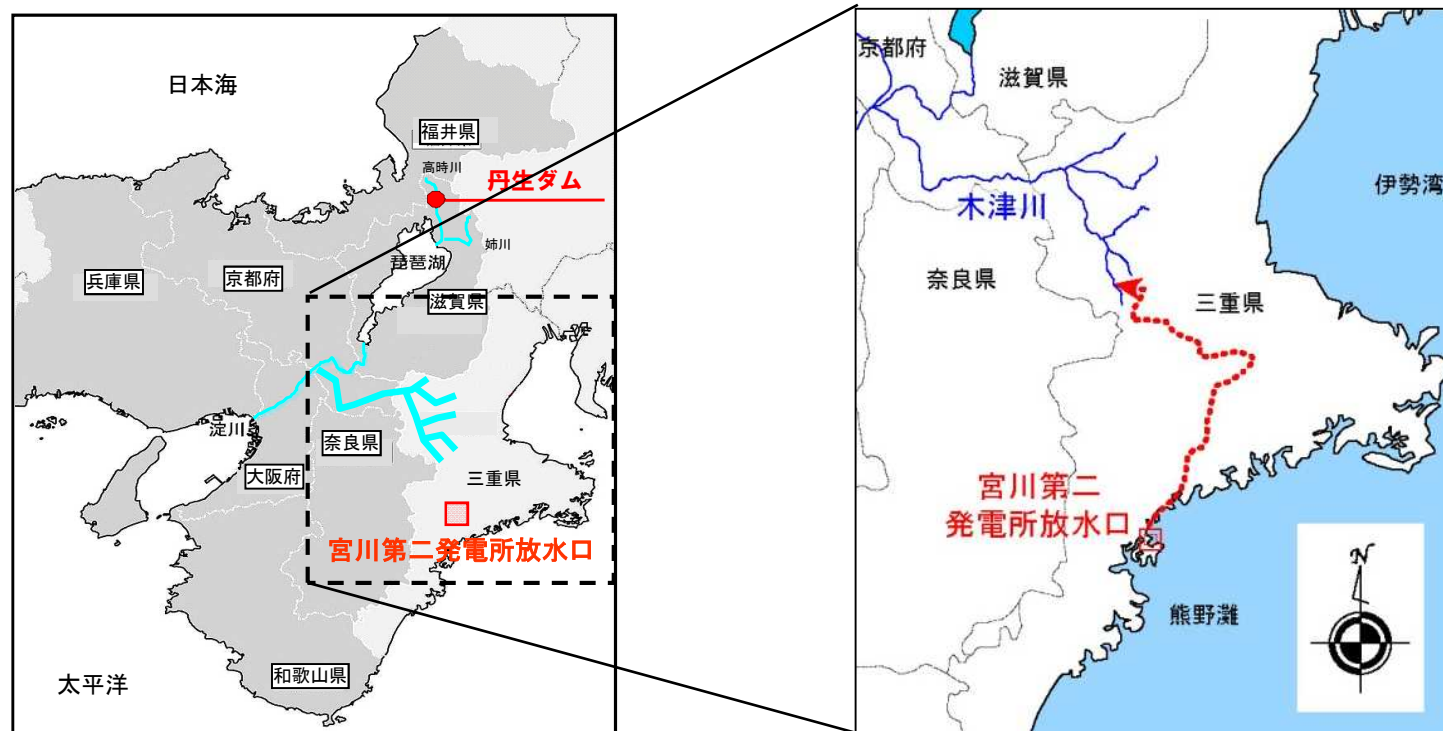 日本海
福井県
高時川
丹生ダム
姉川
琵琶湖
兵庫県
京都府
滋賀県
淀川
奈良県
大阪府
三重県
宮川第二発電所放水口
和歌山県
太平洋
京都府
滋賀県
伊勢湾
木津川
奈良県
三重県
宮川第二
発電所放水口
熊野灘
N